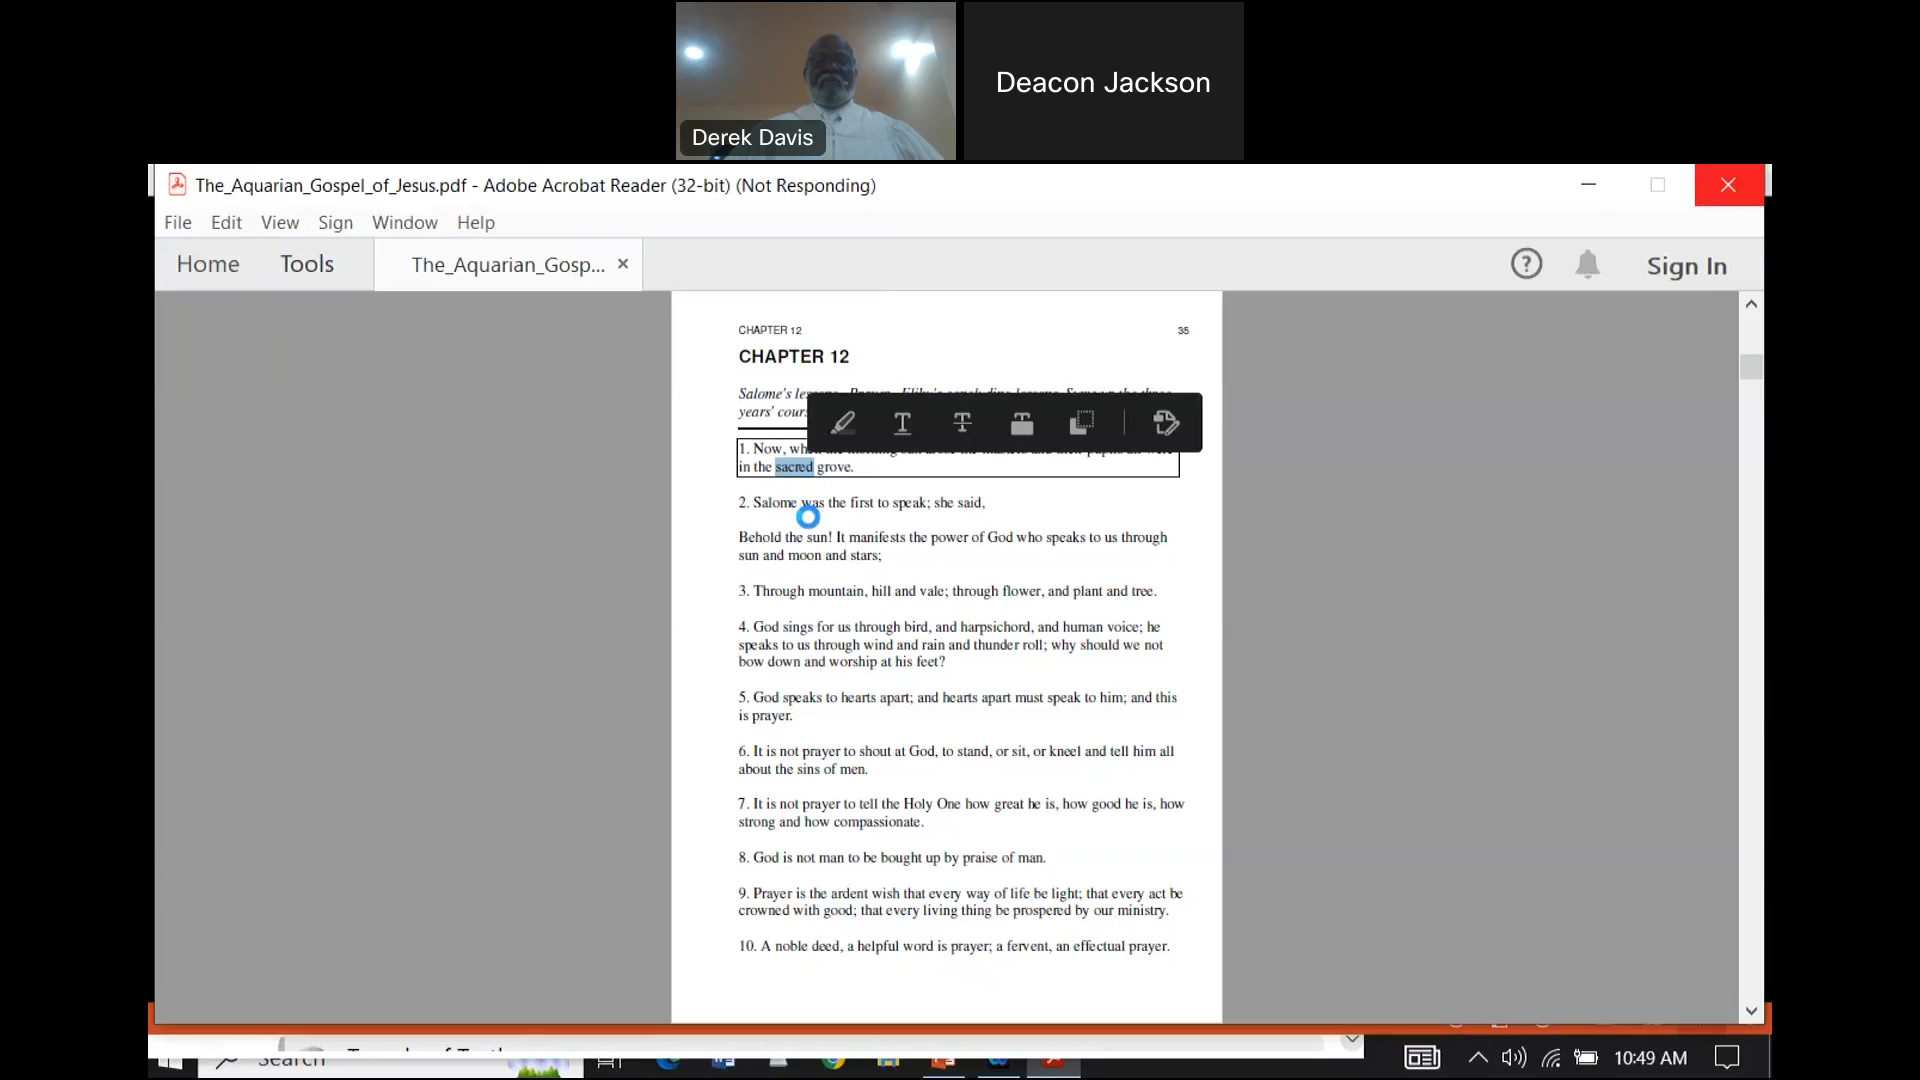 Deacon Jackson
Derek Davis
The_Aquarian_Gospel_of_Jesus.pdf - Adobe Acrobat Reader (32-bit) (Not Responding)
File Edit View Sign Window Help
Home Tools The_Aquarian_Gosp... Sign In
CHAPTER 12 35
CHAPTER 12
Salome's
years'
1. Now,
in the sacred grove.
2. Salome was the first to speak; she said,
Behold the sun! It manifests the power of God who speaks to us through
sun and moon and stars;
3. Through mountain, hill and vale; through flower, and plant and tree.
4. God sings for us through bird, and harpsichord, and human voice; he
speaks to us through wind and rain and thunder roll; why should we not
bow down and worship at his feet?
5. God speaks to hearts apart; and hearts apart must speak to him; and this
is prayer.
6. It is not prayer to shout at God, to stand, or sit, or kneel and tell him all
about the sins of men.
7. It is not prayer to tell the Holy One how great he is, how good he is, how
strong and how compassionate.
8. God is not man to be bought up by praise of man.
9. Prayer is the ardent wish that every way of life be light; that every act be
crowned with good; that every living thing be prospered by our ministry.
10. A noble deed, a helpful word is prayer; a fervent, an effectual prayer.
Search
10:49 AM